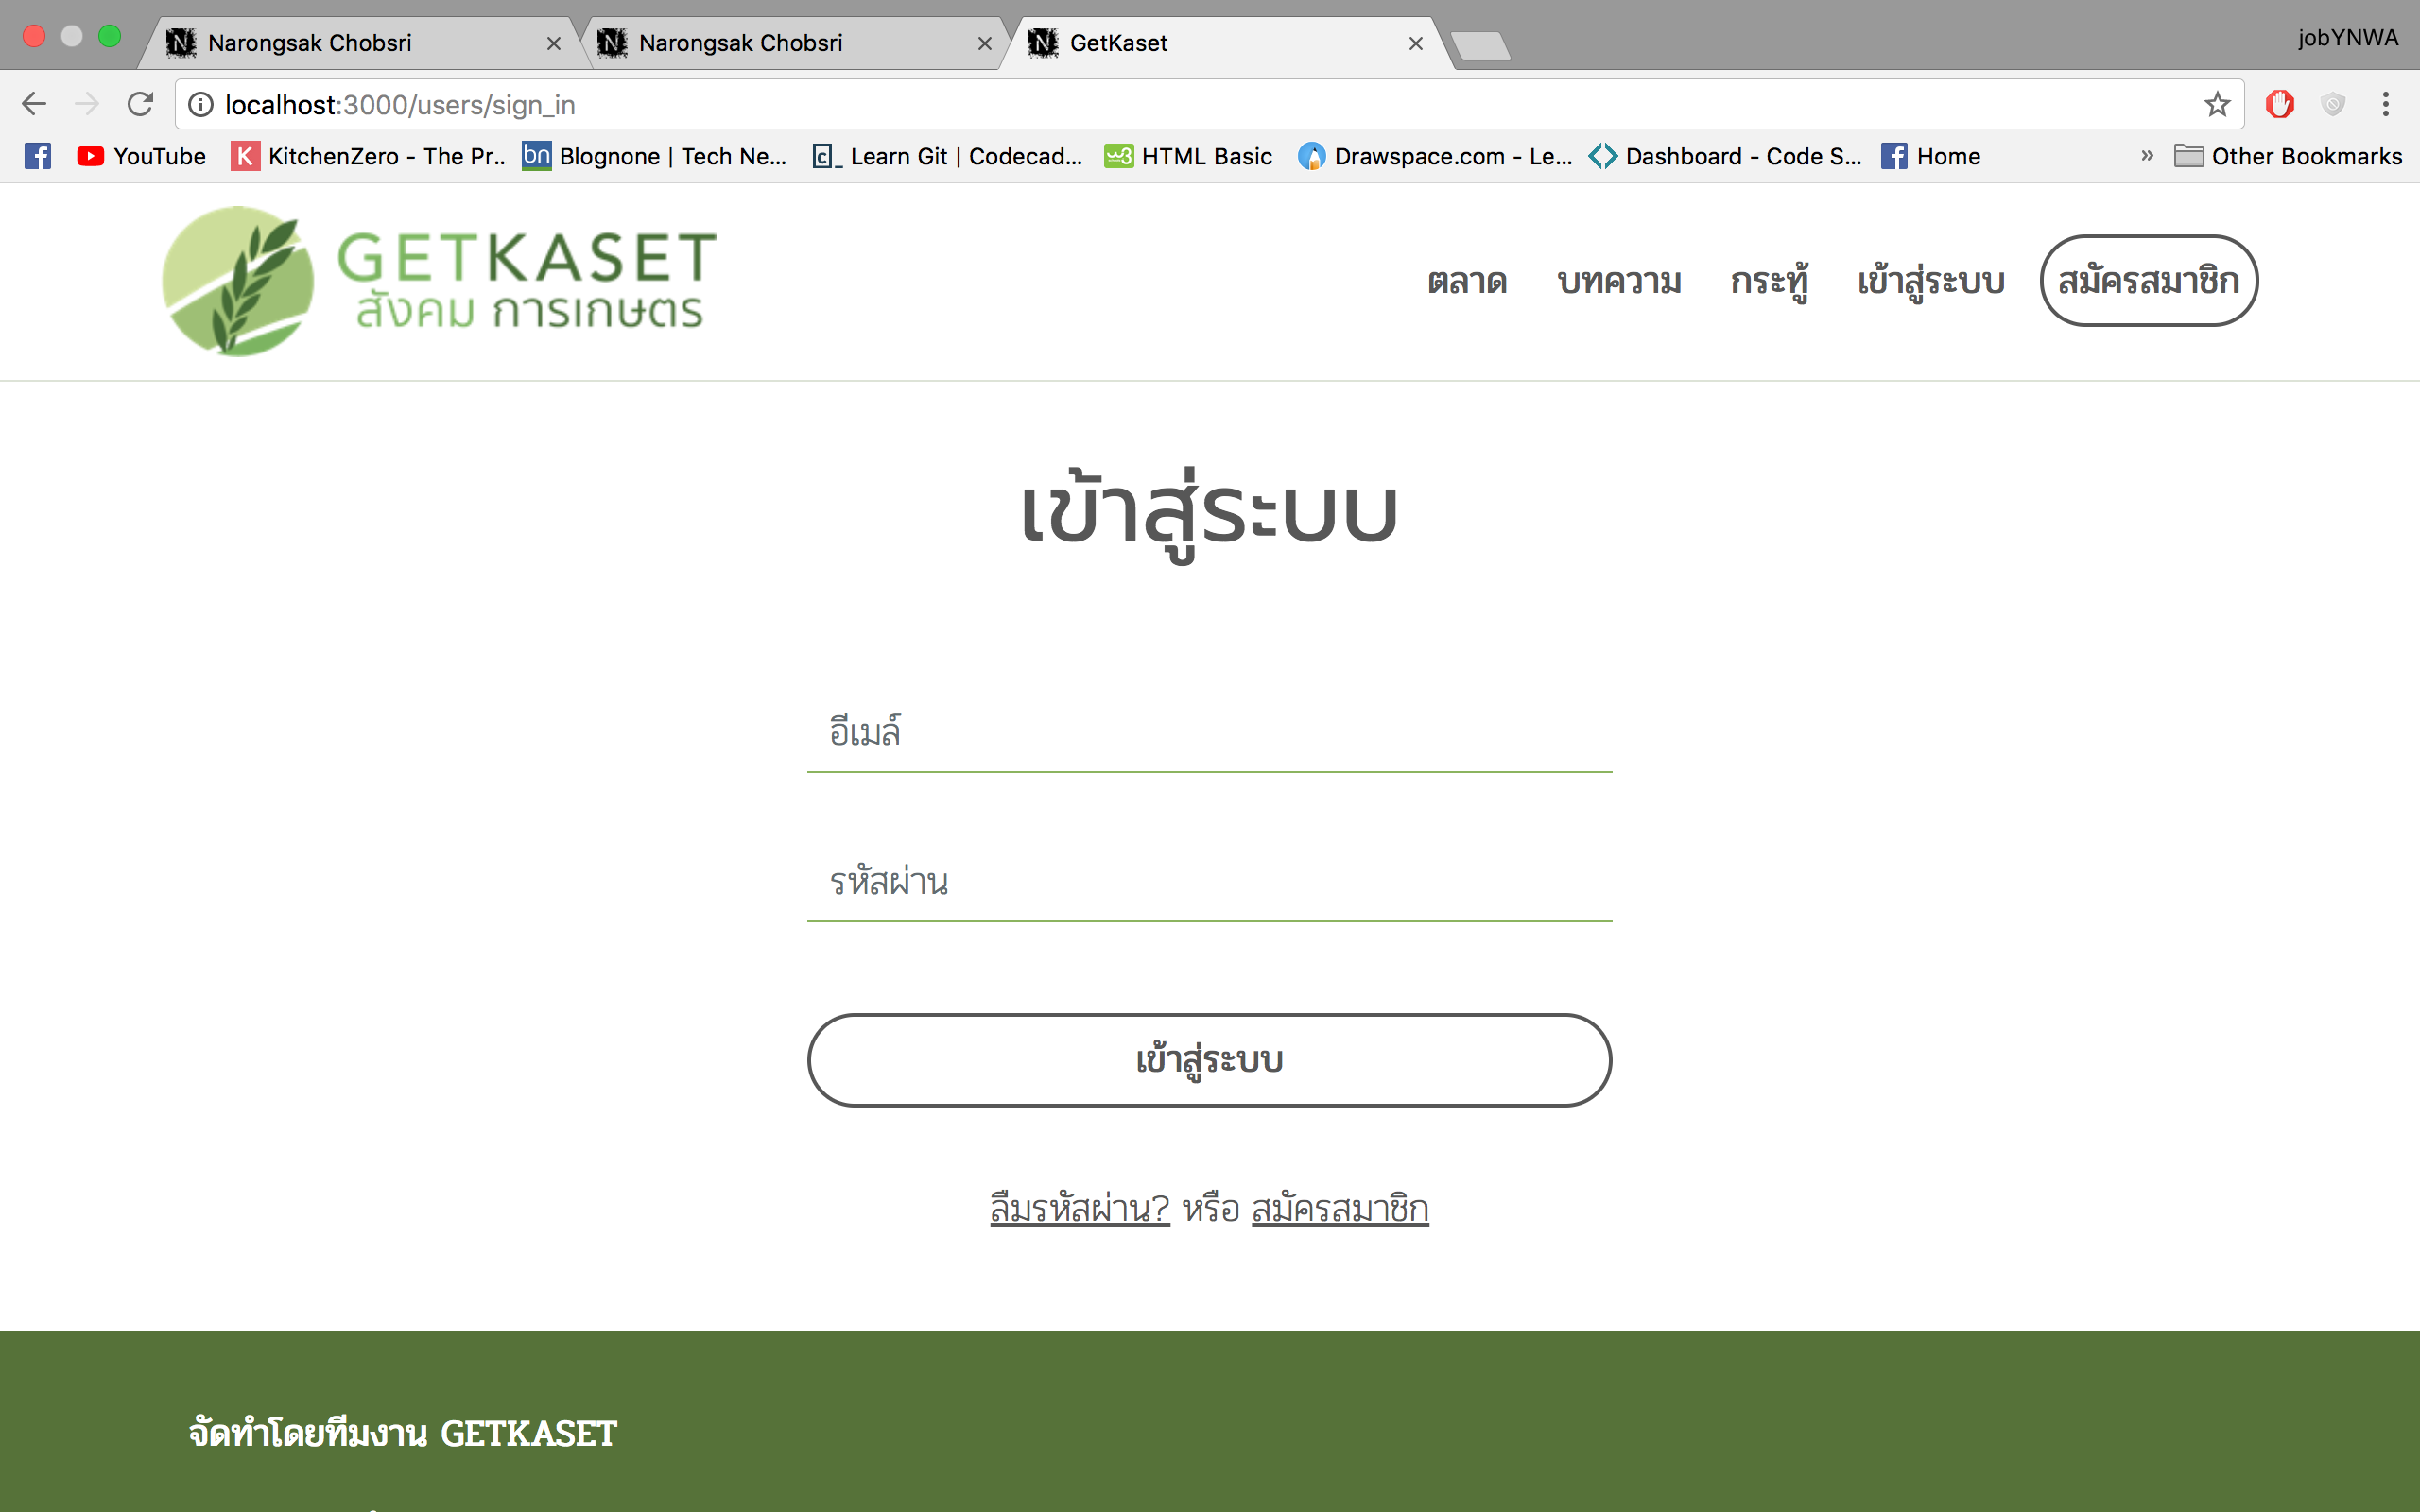 Narongsak Chobsri Narongsak Chobsri GetKaset jobYNWA
localhost:3000/users/sign_in
YouTube KitchenZero - The Pr.. Blognone | Tech Ne... Learn Git | Codecad... HTML Basic Drawspace.com - Le... Dashboard - Code S... Home » Other Bookmarks
GETKASET
สังคม การเกษตร
ตลาด บทความ กระทู้ เข้าสู่ระบบ สมัครสมาชิก
เข้าสู่ระบบ
อีเมล์
รหัสผ่าน
เข้าสู่ระบบ
ลืมรหัสผ่าน? หรือ สมัครสมาชิก
จัดทำโดยทีมงาน GETKASET